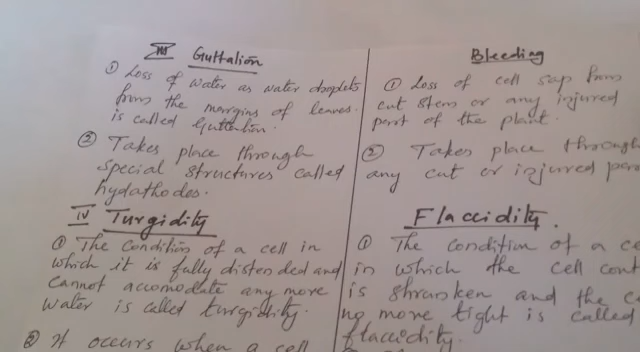 III Guttation
① Loss of water as water droplets
from the margins of leaves.
is called Guttation.
② Takes place through
special structures called
hydathodes.
Bleeding
① Loss of cell sap from
cut stem or any injured
part of the plant.
② Takes place through
any cut or injured
IV Turgidity
① The condition of a cell in
which it is fully distended and
cannot accomodate any more
water is called turgidity.
② It occurs when a cell
Flaccidity.
① The condition of a
in which the cell
is shrunken and the
no more tight is called
flaccidity.